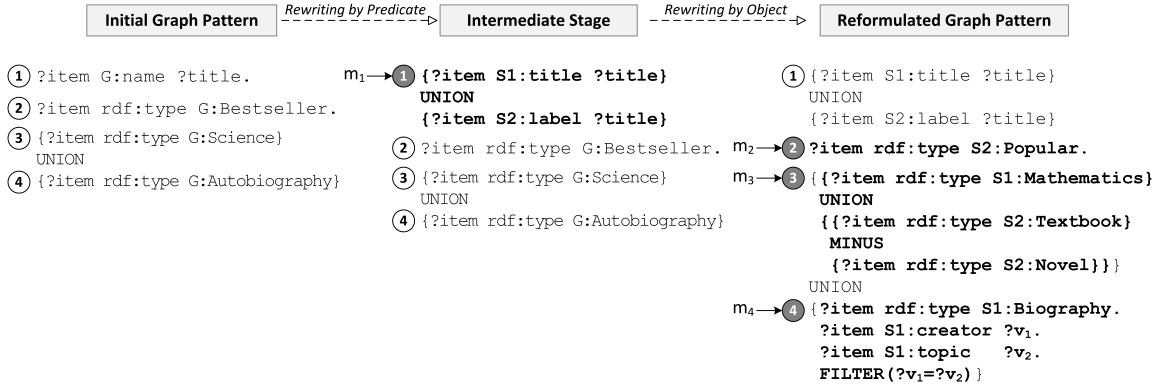 Initial Graph Pattern
Rewriting by Predicate
Intermediate Stage
Rewriting by Object
Reformulated Graph Pattern
1 ?item G:name ?title.
2 ?item rdf:type G:Bestseller.
3 {?item rdf:type G:Science}
UNION
4 {?item rdf:type G:Autobiography}
m₁ 1 {?item S1:title ?title}
UNION
{?item S2:label ?title}
2 ?item rdf:type G:Bestseller.
3 {?item rdf:type G:Science}
UNION
4 {?item rdf:type G:Autobiography}
1 {?item S1:title ?title}
UNION
{?item S2:label ?title}
m₂ 2 ?item rdf:type S2:Popular.
m₃ 3 {{?item rdf:type S1:Mathematics}
UNION
{{?item rdf:type S2:Textbook}
MINUS
{?item rdf:type S2:Novel}}}
UNION
m₄ 4 {?item rdf:type S1:Biography.
?item S1:creator ?v₁.
?item S1:topic ?v₂.
FILTER(?v₁=?v₂)}